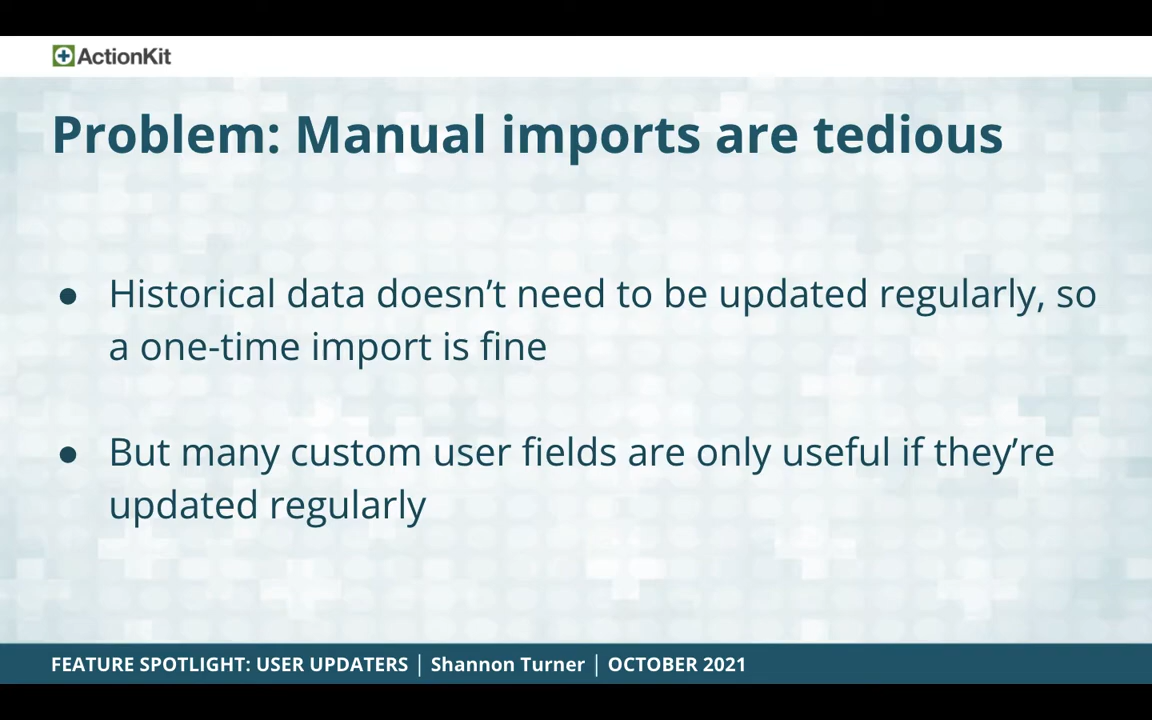 ActionKit
Problem: Manual imports are tedious
● Historical data doesn’t need to be updated regularly, so
a one-time import is fine
● But many custom user fields are only useful if they’re
updated regularly
FEATURE SPOTLIGHT: USER UPDATERS | Shannon Turner | OCTOBER 2021